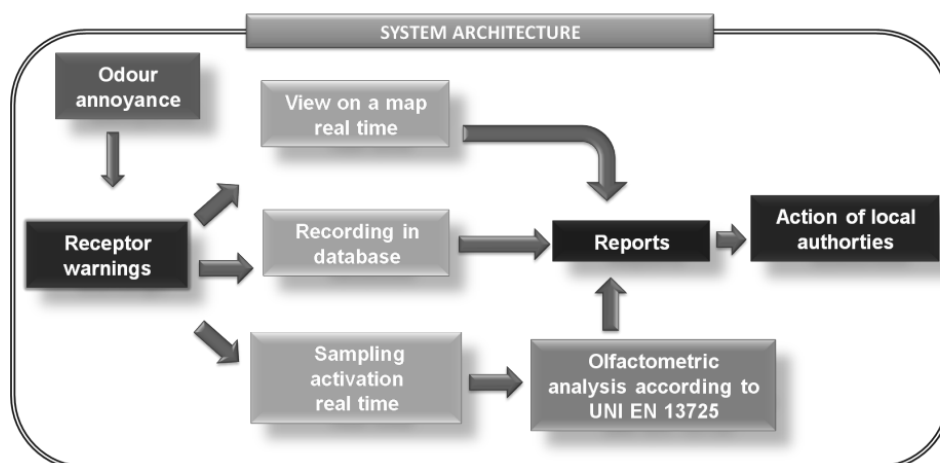 SYSTEM ARCHITECTURE
Odour
annoyance
View on a map
real time
Receptor
warnings
Recording in
database
Reports
Action of local
authorties
Sampling
activation
real time
Olfactometric
analysis according to
UNI EN 13725